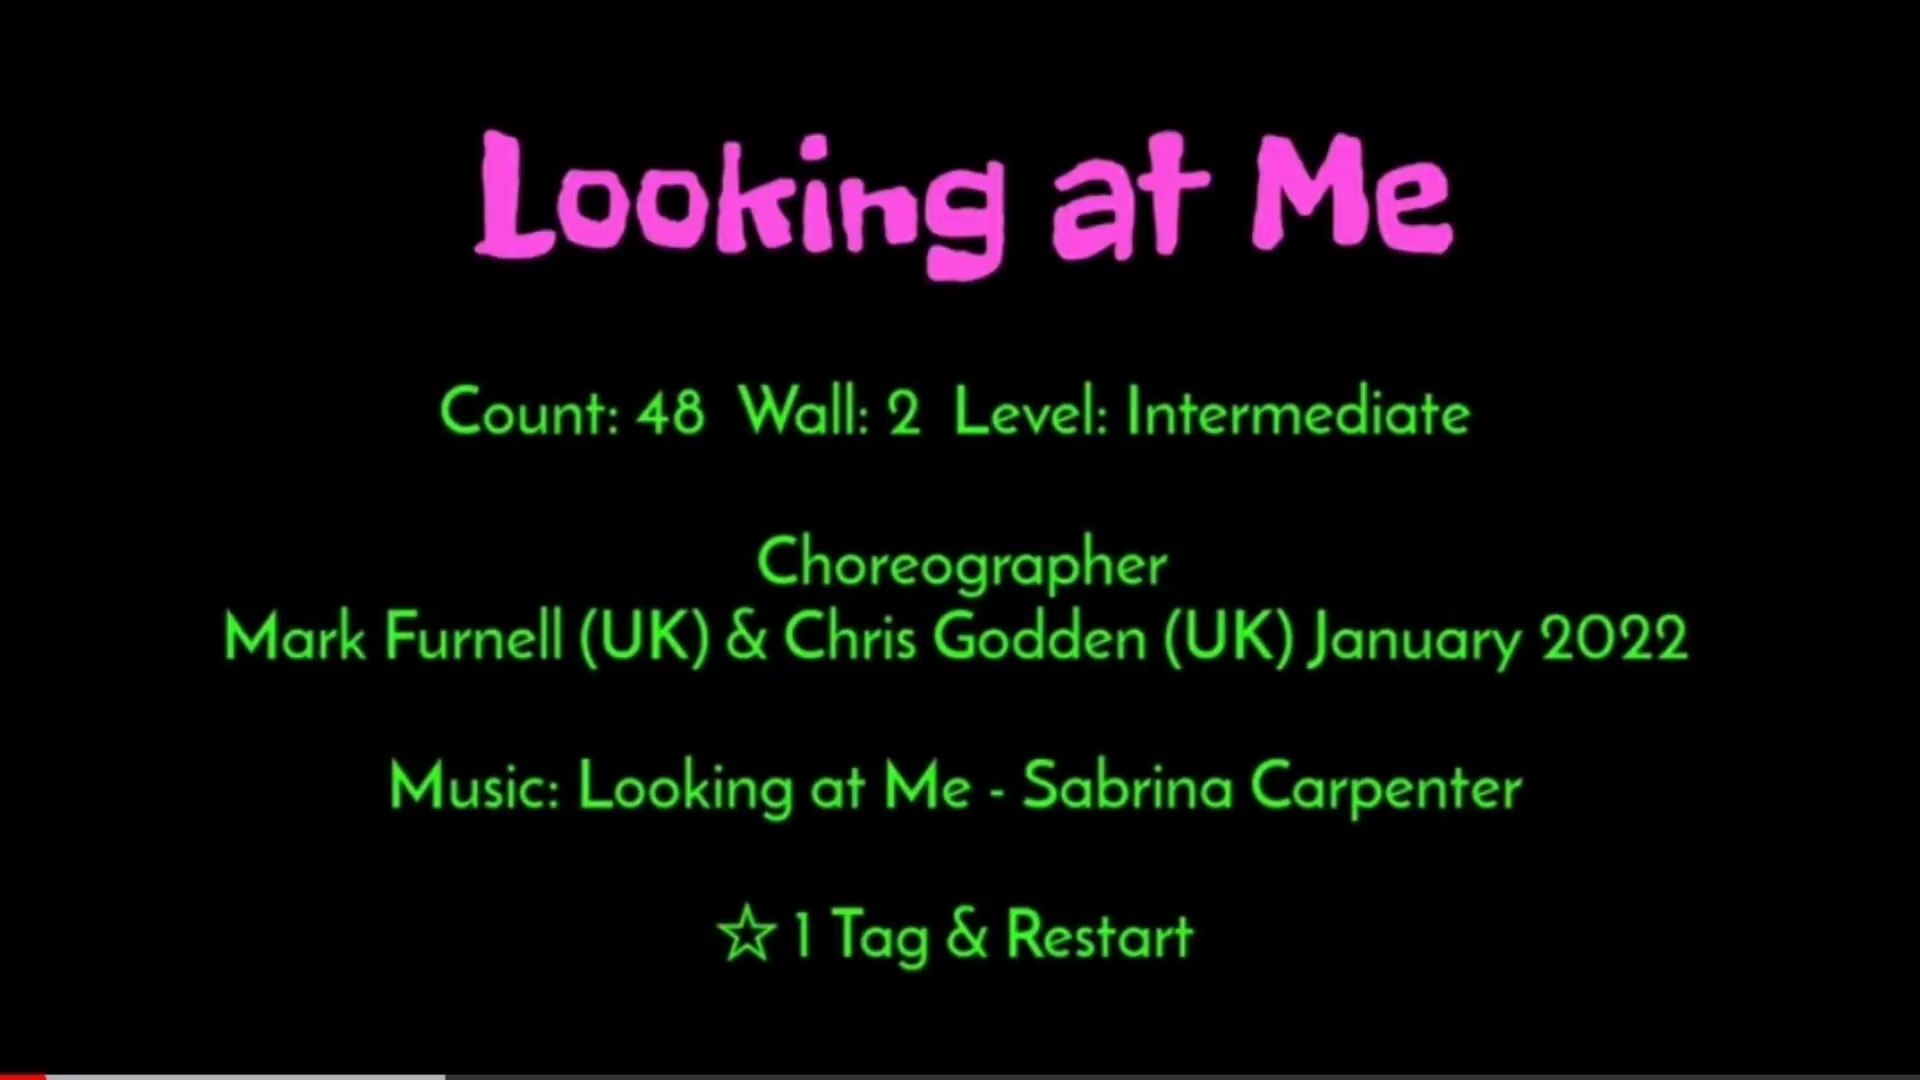 Looking at Me
Count: 48 Wall: 2 Level: Intermediate
Choreographer
Mark Furnell (UK) & Chris Godden (UK) January 2022
Music: Looking at Me - Sabrina Carpenter
☆ 1 Tag & Restart